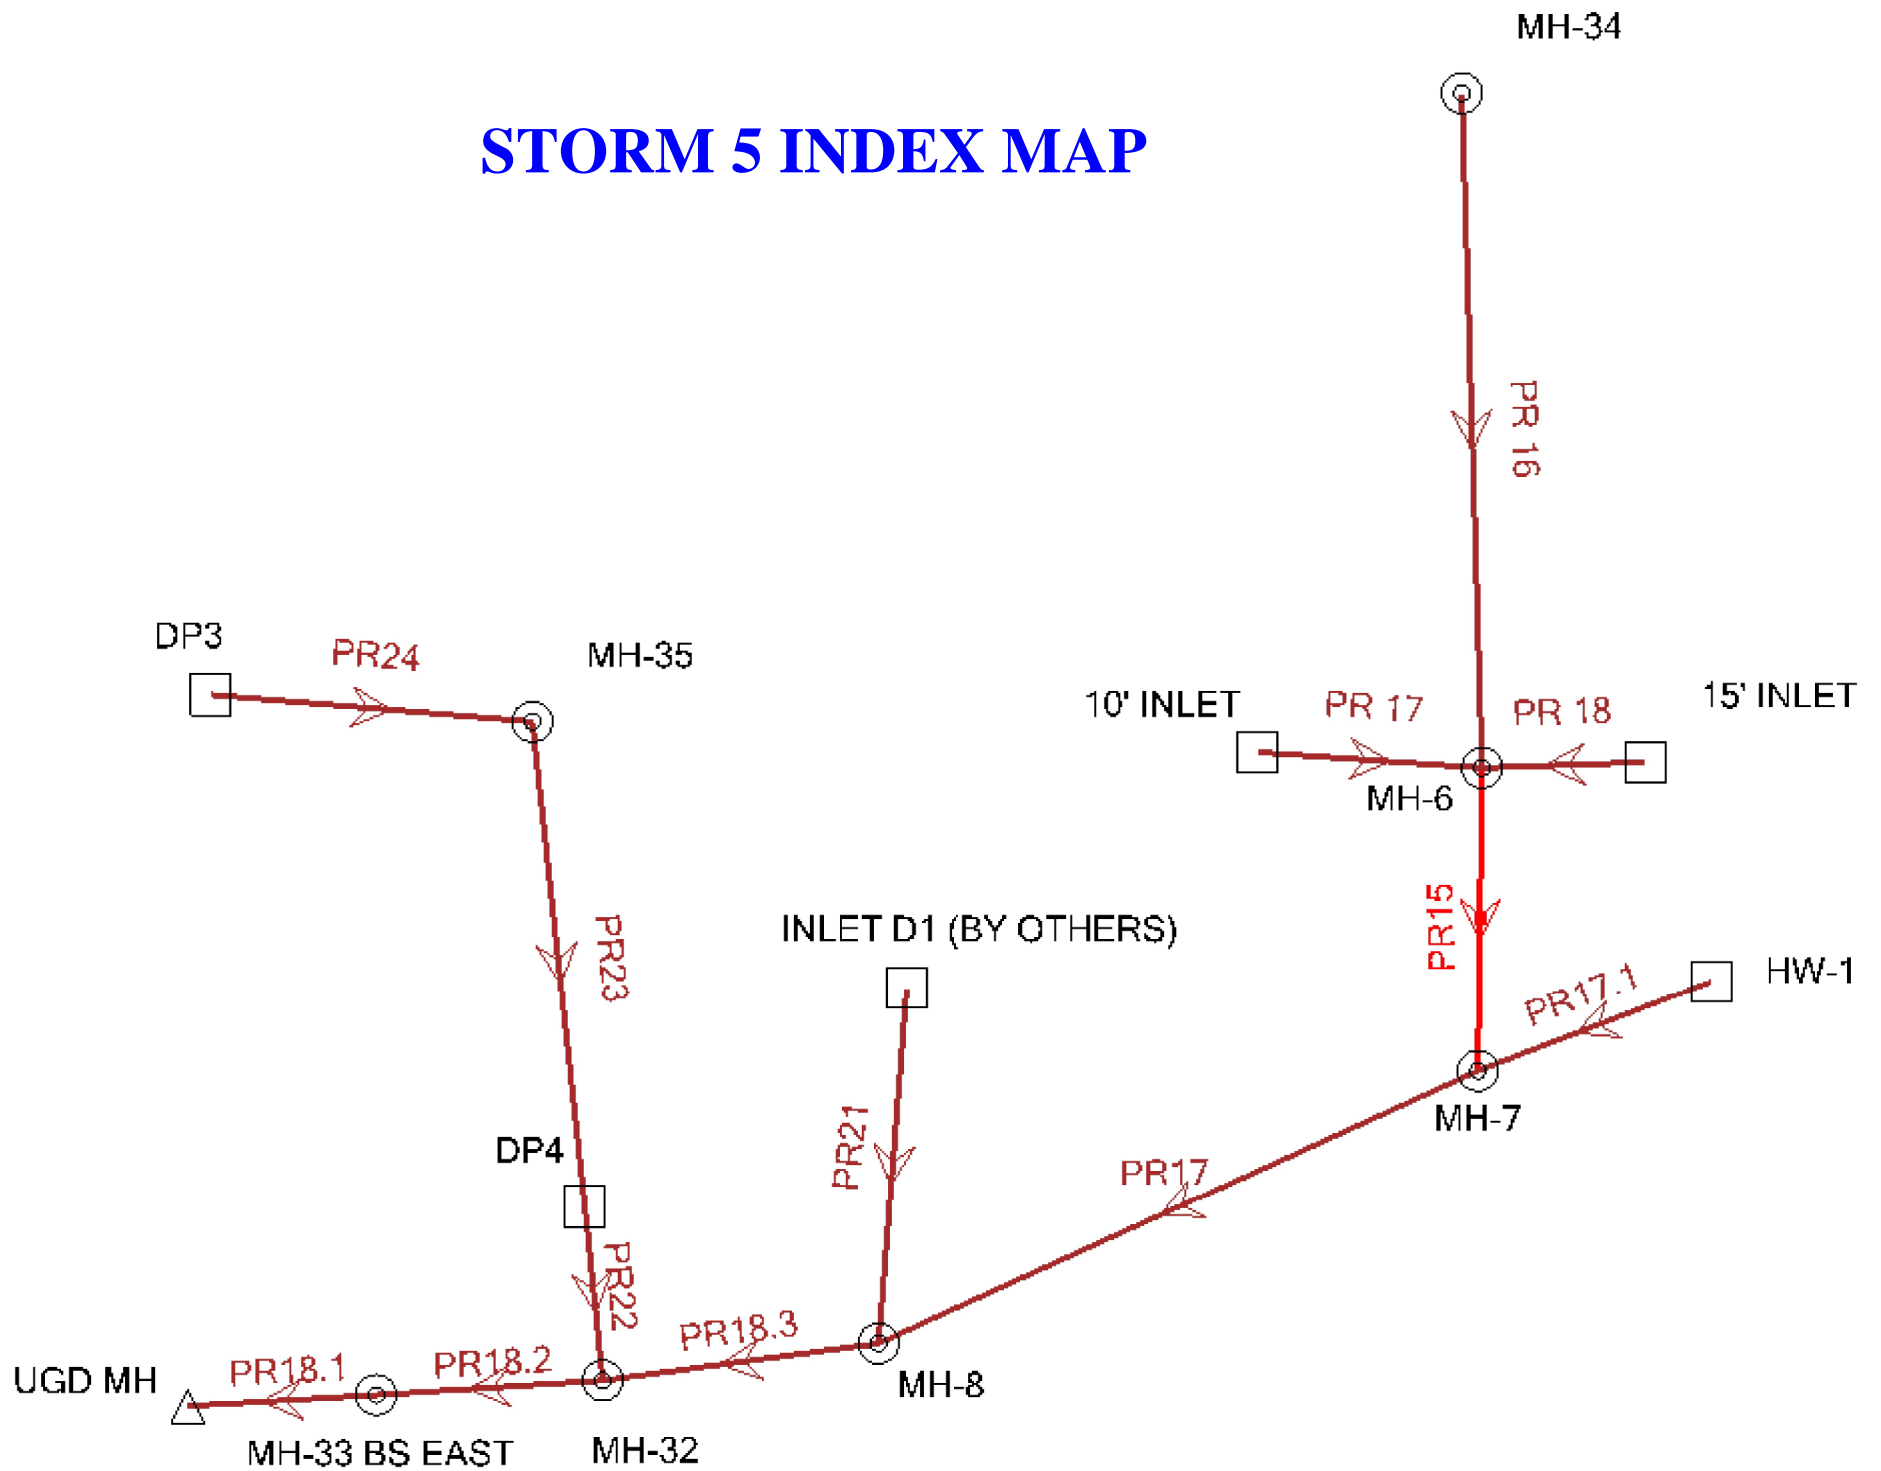 MH-34
STORM 5 INDEX MAP
PR 16
DP3
PR24
MH-35
10' INLET
PR 17
PR 18
15' INLET
MH-6
PR15
PR23
INLET D1 (BY OTHERS)
HW-1
PR17.1
MH-7
DP4
PR21
PR17
PR22
PR18.3
PR18.2
PR18.1
UGD MH
MH-8
MH-33 BS EAST
MH-32